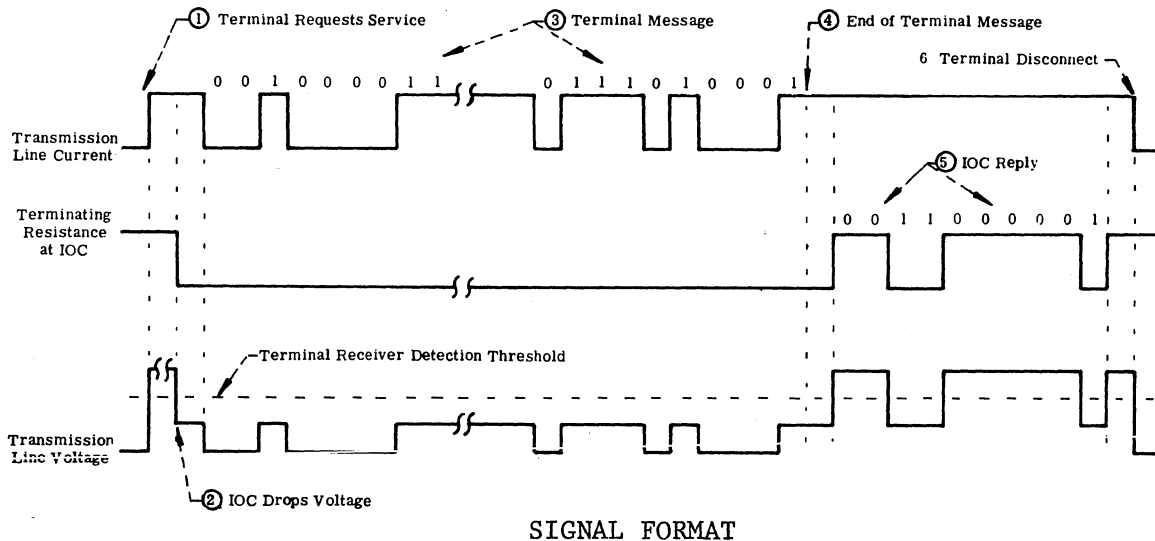 ① Terminal Requests Service
③ Terminal Message
④ End of Terminal Message
6 Terminal Disconnect
0 0 1 0 0 0 0 1 1
0 1 1 1 0 1 0 0 0 1
Transmission
Line Current
⑤ IOC Reply
Terminating
Resistance
at IOC
0 0 1 1 0 0 0 0 0 1
Terminal Receiver Detection Threshold
Transmission
Line Voltage
② IOC Drops Voltage
SIGNAL FORMAT